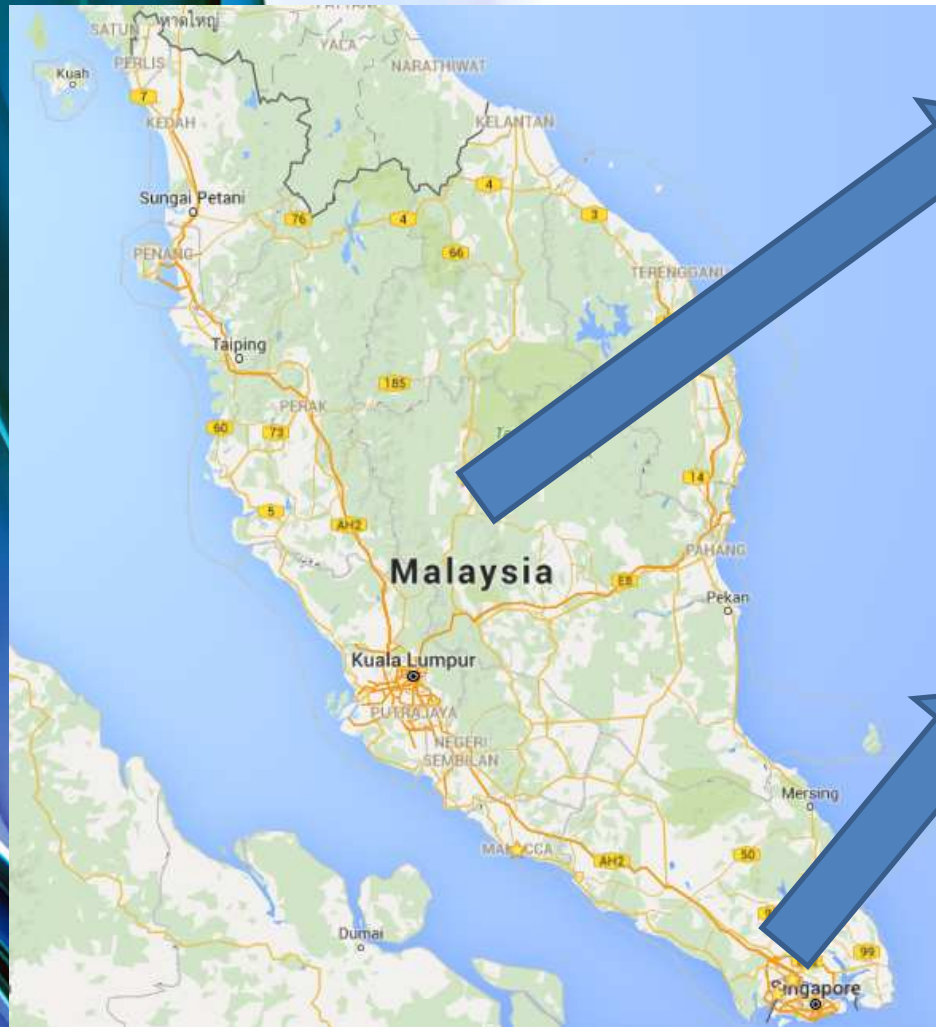 หาดใหญ่
SATUN
YACA
PERLIS
NARATHIWAT
Kuah
7
KEDAH
KELANTAN
Sungai Petani
4
76
4
3
66
PENANG
TERENGGANU
Taiping
185
PERAK
60
73
14
5
AH2
PAHANG
Malaysia
E8
Pekan
Kuala Lumpur
PUTRAJAYA
NEGERI
SEMBILAN
Mersing
MALACCA
50
AH2
Dumai
99
Singapore